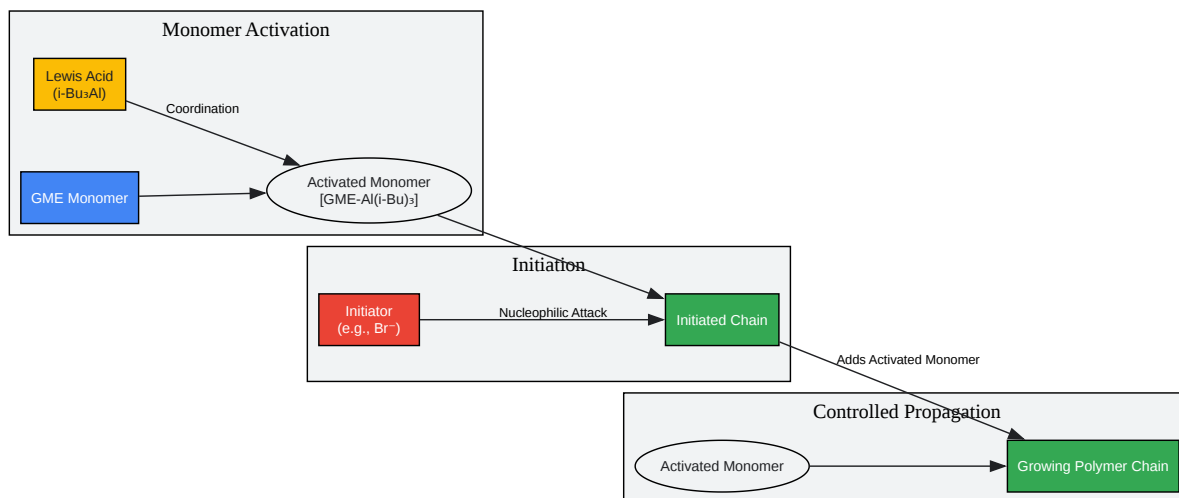 Monomer Activation
Lewis Acid
(i-Bu₃Al)
Coordination
GME Monomer
Activated Monomer
[GME-Al(i-Bu)₃]
Initiation
Initiator
(e.g., Br⁻)
Nucleophilic Attack
Initiated Chain
Adds Activated Monomer
Controlled Propagation
Activated Monomer
Growing Polymer Chain